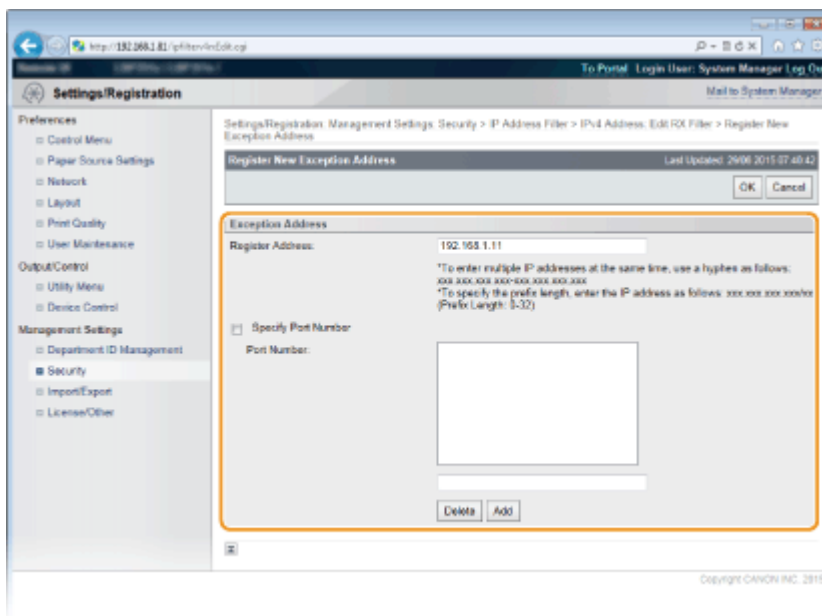 http://192.168.1.81/ipfilterv4rxEdit.cgi
To Portal Login User: System Manager Log Ou
Settings/Registration
Mail to System Manager
Preferences
Control Menu
Paper Source Settings
Network
Layout
Print Quality
User Maintenance
Output/Control
Utility Menu
Device Control
Management Settings
Department ID Management
Security
Import/Export
License/Other
Settings/Registration: Management Settings: Security > IP Address Filter > IPv4 Address: Edit RX Filter > Register New
Exception Address
Register New Exception Address
Last Updated: 29/06 2015 07:40:42
OK
Cancel
Exception Address
Register Address:
192.168.1.11
*To enter multiple IP addresses at the same time, use a hyphen as follows:
xxx.xxx.xxx.xxx-xxx.xxx.xxx.xxx
*To specify the prefix length, enter the IP address as follows: xxx.xxx.xxx.xxx/xx
(Prefix Length: 0-32)
Specify Port Number
Port Number:
Delete
Add
Copyright CANON INC. 2015